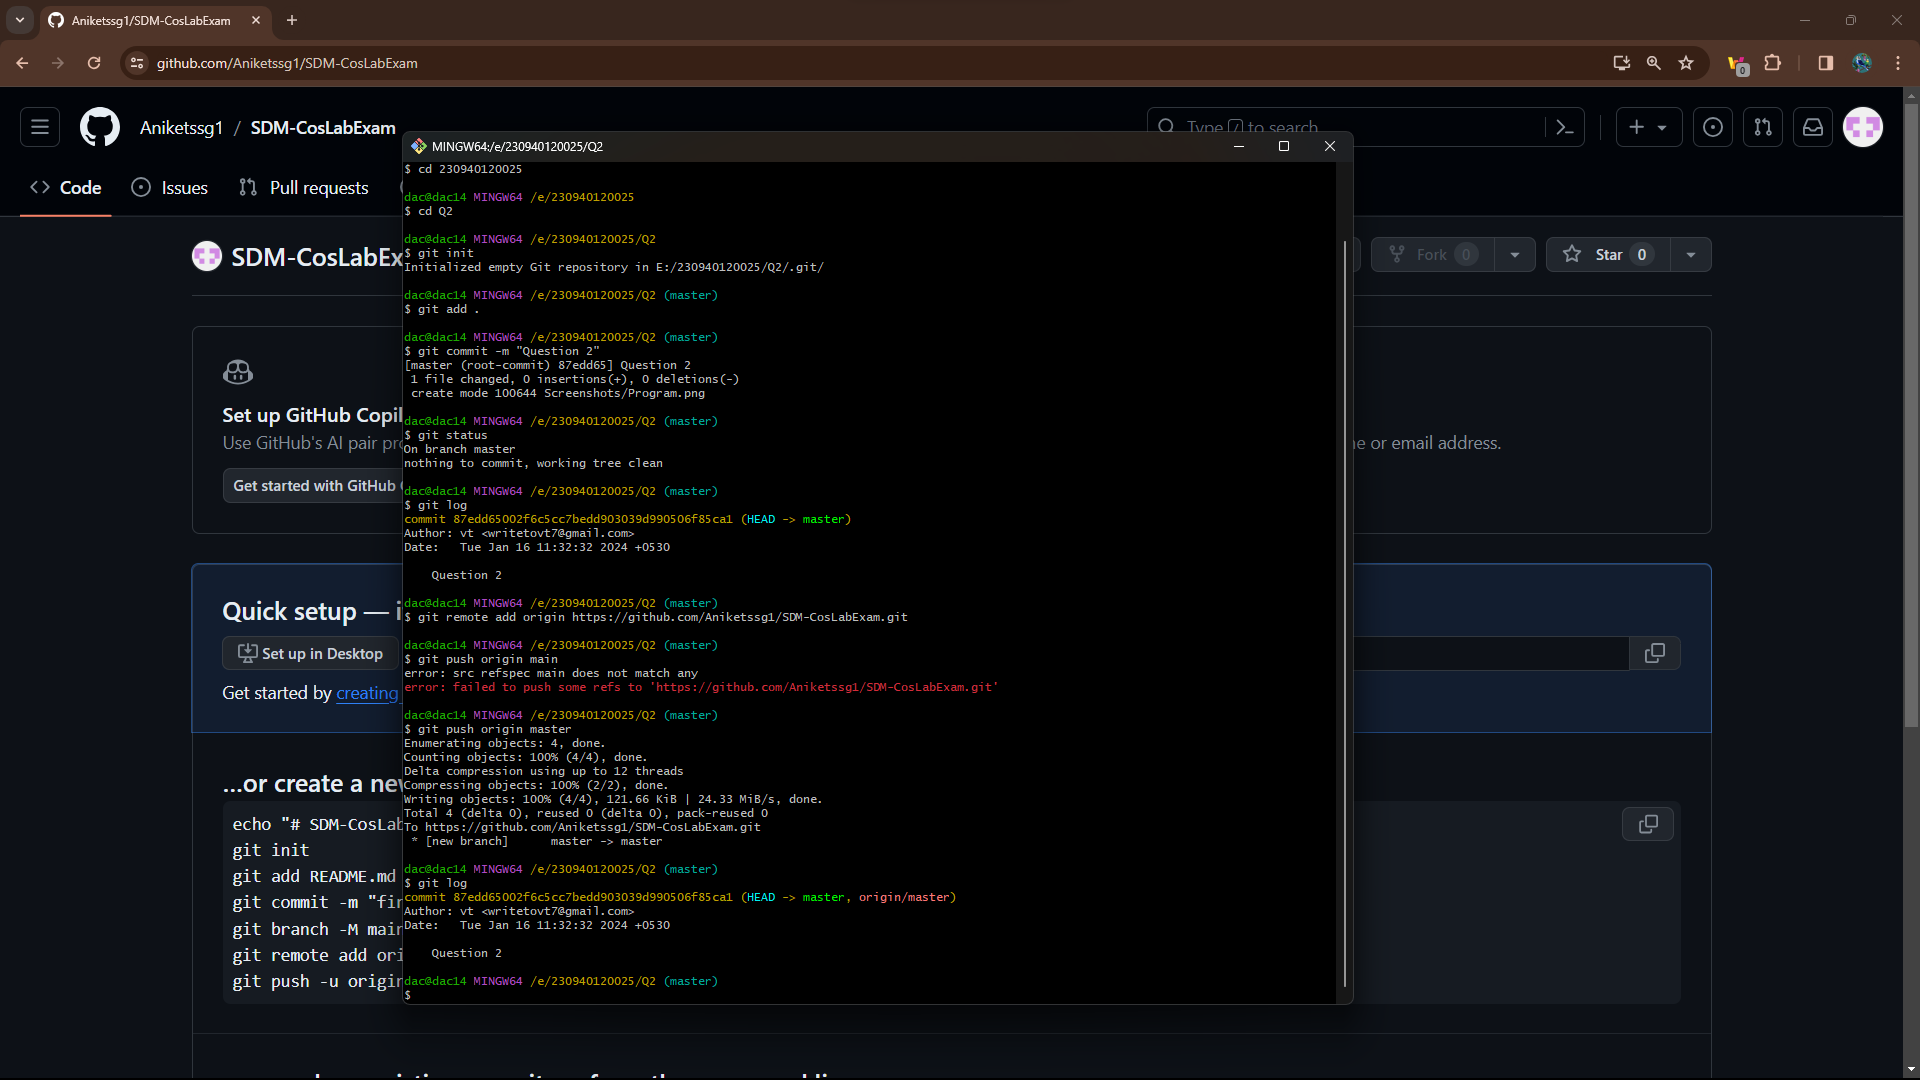 Aniketssg1/SDM-CosLabExam
github.com/Aniketssg1/SDM-CosLabExam
0
Aniketssg1 / SDM-CosLabExam
Type / to search
Code
Issues
Pull requests
SDM-CosLabEx
Fork 0
Star 0
Set up GitHub Copil
Use GitHub's AI pair pr
Get started with GitHub
e or email address.
Quick setup — i
Set up in Desktop
Get started by creating
...or create a ne
echo "# SDM-CosLab
git init
git add README.md
git commit -m "fir
git branch -M mai
git remote add ori
git push -u origi
MINGW64:/e/230940120025/Q2
$ cd 230940120025
dac@dac14 MINGW64 /e/230940120025
$ cd Q2
dac@dac14 MINGW64 /e/230940120025/Q2
$ git init
Initialized empty Git repository in E:/230940120025/Q2/.git/
dac@dac14 MINGW64 /e/230940120025/Q2 (master)
$ git add .
dac@dac14 MINGW64 /e/230940120025/Q2 (master)
$ git commit -m "Question 2"
[master (root-commit) 87edd65] Question 2
1 file changed, 0 insertions(+), 0 deletions(-)
create mode 100644 Screenshots/Program.png
dac@dac14 MINGW64 /e/230940120025/Q2 (master)
$ git status
On branch master
nothing to commit, working tree clean
dac@dac14 MINGW64 /e/230940120025/Q2 (master)
$ git log
commit 87edd65002f6c5cc7bedd903039d990506f85ca1 (HEAD -> master)
Author: vt <writetovt7@gmail.com>
Date: Tue Jan 16 11:32:32 2024 +0530
Question 2
dac@dac14 MINGW64 /e/230940120025/Q2 (master)
$ git remote add origin https://github.com/Aniketssg1/SDM-CosLabExam.git
dac@dac14 MINGW64 /e/230940120025/Q2 (master)
$ git push origin main
error: src refspec main does not match any
error: failed to push some refs to 'https://github.com/Aniketssg1/SDM-CosLabExam.git'
dac@dac14 MINGW64 /e/230940120025/Q2 (master)
$ git push origin master
Enumerating objects: 4, done.
Counting objects: 100% (4/4), done.
Delta compression using up to 12 threads
Compressing objects: 100% (2/2), done.
Writing objects: 100% (4/4), 121.66 KiB | 24.33 MiB/s, done.
Total 4 (delta 0), reused 0 (delta 0), pack-reused 0
To https://github.com/Aniketssg1/SDM-CosLabExam.git
* [new branch] master -> master
dac@dac14 MINGW64 /e/230940120025/Q2 (master)
$ git log
commit 87edd65002f6c5cc7bedd903039d990506f85ca1 (HEAD -> master, origin/master)
Author: vt <writetovt7@gmail.com>
Date: Tue Jan 16 11:32:32 2024 +0530
Question 2
dac@dac14 MINGW64 /e/230940120025/Q2 (master)
$